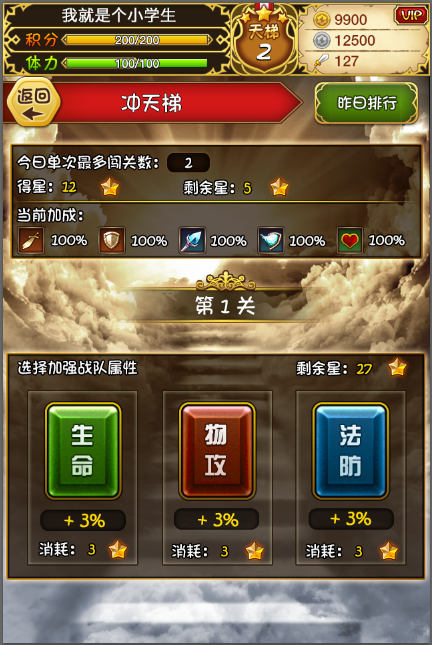 我就是个小学生
积分 200/200
体力 100/100
天梯
2
9900
12500
127
VIP
返回
冲天梯
昨日排行
今日单次最多闯关数： 2
得星：12 剩余星：5
当前加成：
100% 100% 100% 100% 100%
第1关
选择加强战队属性 剩余星：27
生命 物攻 法防
+ 3% + 3% + 3%
消耗：3 消耗：3 消耗：3